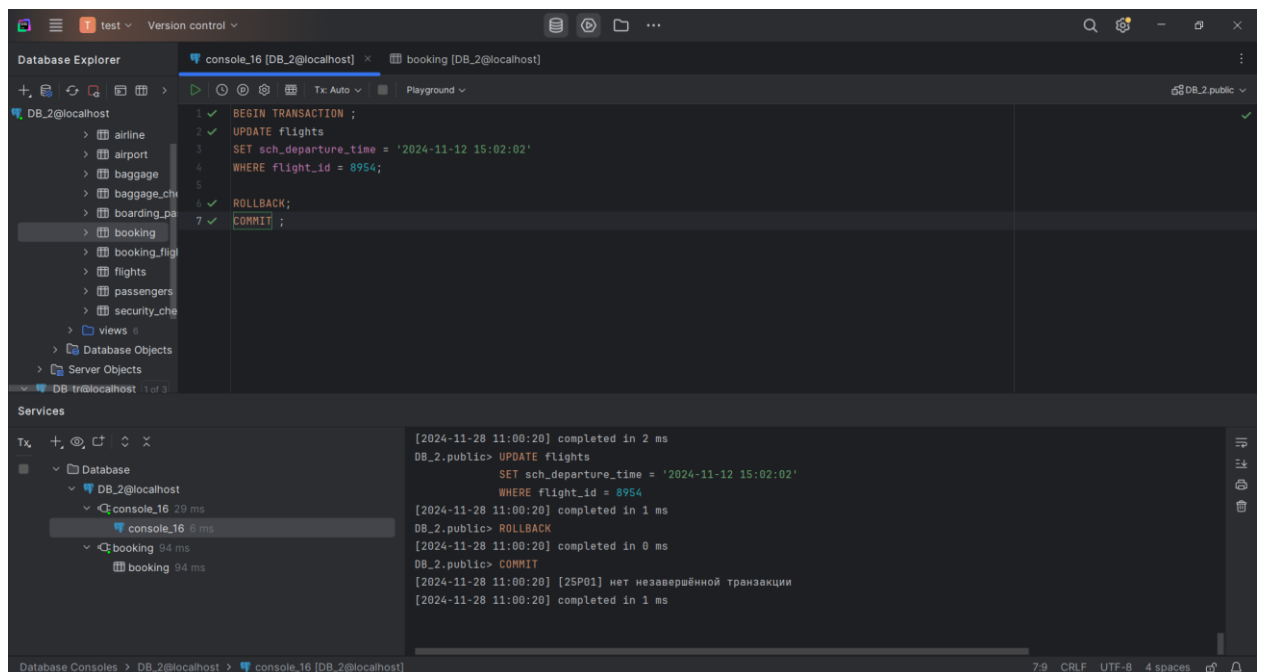 T test Version control
Database Explorer
console_16 [DB_2@localhost]
booking [DB_2@localhost]
Tx: Auto
Playground
DB_2.public
DB_2@localhost
airline
airport
baggage
baggage_che
boarding_pa
booking
booking_flig
flights
passengers
security_che
views 6
Database Objects
Server Objects
DB_tr@localhost 1 of 3
1 BEGIN TRANSACTION ;
2 UPDATE flights
3 SET sch_departure_time = '2024-11-12 15:02:02'
4 WHERE flight_id = 8954;
5
6 ROLLBACK;
7 COMMIT ;
Services
Tx
Database
DB_2@localhost
console_16 29 ms
console_16 6 ms
booking 94 ms
booking 94 ms
[2024-11-28 11:00:20] completed in 2 ms
DB_2.public> UPDATE flights
SET sch_departure_time = '2024-11-12 15:02:02'
WHERE flight_id = 8954
[2024-11-28 11:00:20] completed in 1 ms
DB_2.public> ROLLBACK
[2024-11-28 11:00:20] completed in 0 ms
DB_2.public> COMMIT
[2024-11-28 11:00:20] [25P01] нет незавершённой транзакции
[2024-11-28 11:00:20] completed in 1 ms
Database Consoles > DB_2@localhost > console_16 [DB_2@localhost]
7:9 CRLF UTF-8 4 spaces